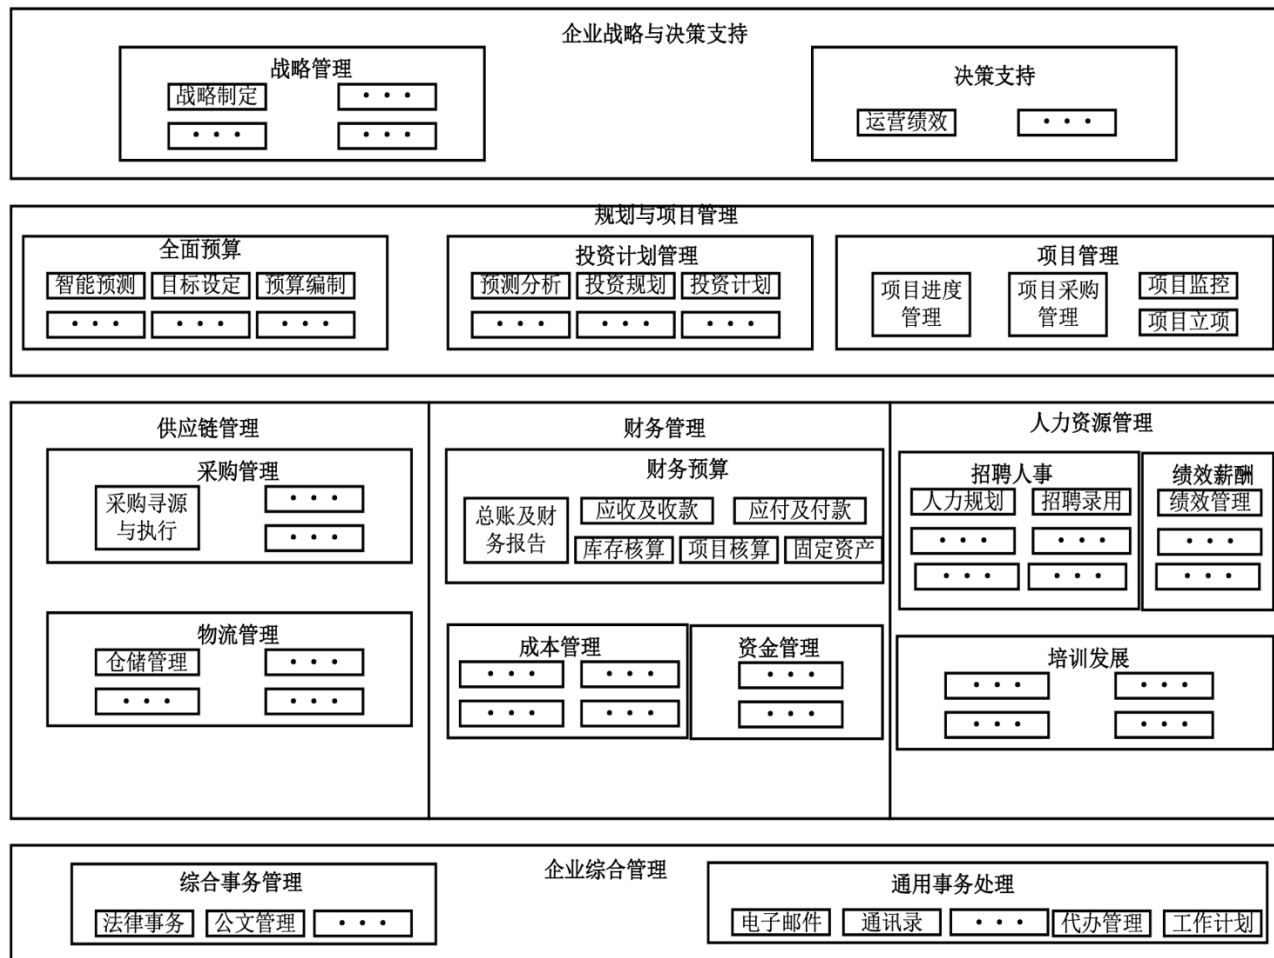 企业战略与决策支持
战略管理
战略制定
• • •
• • •
• • •
决策支持
运营绩效
• • •
规划与项目管理
全面预算
智能预测
目标设定
预算编制
• • •
• • •
• • •
投资计划管理
预测分析
投资规划
投资计划
• • •
• • •
• • •
项目管理
项目进度
管理
项目采购
管理
项目监控
项目立项
供应链管理
采购管理
采购寻源
与执行
• • •
• • •
物流管理
仓储管理
• • •
• • •
• • •
财务管理
财务预算
总账及财
务报告
应收及收款
应付及付款
库存核算
项目核算
固定资产
成本管理
• • •
• • •
• • •
• • •
资金管理
• • •
• • •
人力资源管理
招聘人事
人力规划
招聘录用
• • •
• • •
• • •
• • •
绩效薪酬
绩效管理
• • •
• • •
培训发展
• • •
• • •
• • •
• • •
企业综合管理
综合事务管理
法律事务
公文管理
• • •
通用事务处理
电子邮件
通讯录
• • •
代办管理
工作计划